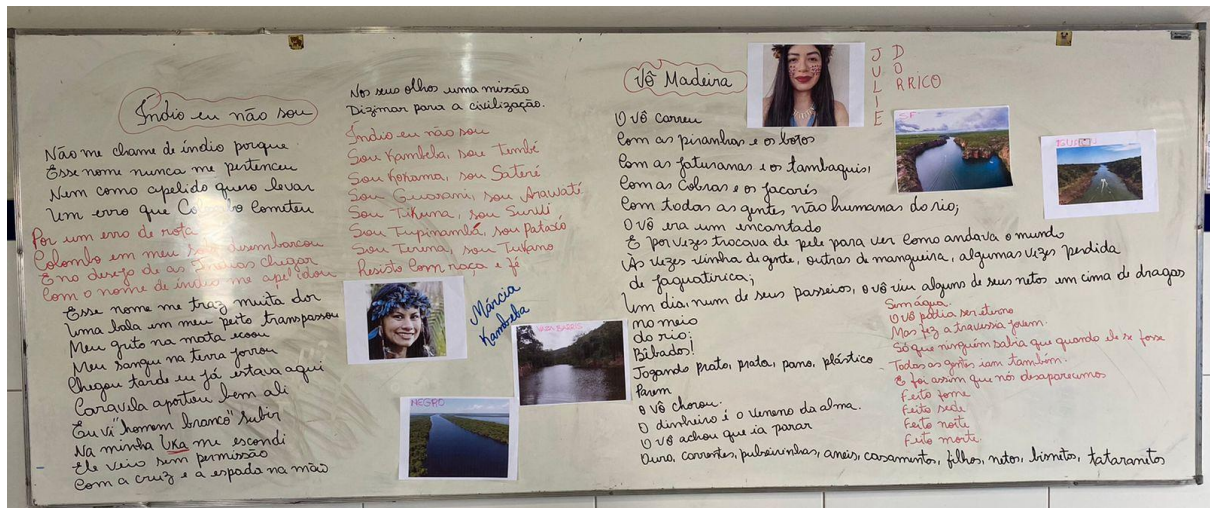 Índio eu não sou
Não me chame de índio porque
Esse nome nunca me pertenceu
Nem como apelido quero levar
Um erro que Colombo cometeu
Por um erro de rota
Colombo em meu solo desembarcou
E no desejo de as Índias chegar
Com o nome de índio me apelidou
Esse nome me traz muita dor
Uma bala em meu peito transpassou
Meu grito na mata ecoou
Meu sangue na terra jorrou
Chegou tarde eu já estava aqui
Caravela aportou bem ali
Eu vi "homem branco" subir
Na minha Uka me escondi
Ele veio sem permissão
Com a cruz e a espada na mão
Nos seus olhos uma missão
Dizimar para a civilização.
Índio eu não sou
Sou Kambeba, sou Tembé
Sou Kokama, sou Sateré
Sou Guarani, sou Arawaté
Sou Tikuna, sou Suruí
Sou Tupinambá, sou Pataxó
Sou Terena, sou Tukano
Resisto com raça e fé
Márcia
Kambeba
NEGRO
Vô Madeira
JULIE
DORRICO
O vô correu
Com as piranhas e os botos
Com as jatuaranas e os tambaquis,
Com as cobras e os jacarés
Com todas as gentes não humanas do rio;
O vô era um encantado
E por vezes trocava de pele para ver como andava o mundo
Às vezes vinha de gente, outras de mangueira, algumas vezes perdida
de jaguatirica;
Um dia, num de seus passeios, o vô viu alguns de seus netos em cima de dragas
no meio
do rio;
Bêbados!
Jogando prato, prata, pano, plástico
Parem
O vô chorou.
O dinheiro é o veneno da alma.
O vô achou que ia parar
Ouro, correntes, pulseirinhas, aneis, casamentos, filhos, netos, bisnetos, tataranetos
Sem água.
O vô podia ser eterno
Mas fez a travessia jovem.
Só que ninguém sabia que quando ele se fosse
Todas as gentes iam também.
E foi assim que nós desaparecemos
Feito fome
Feito sede
Feito noite
Feito morte.